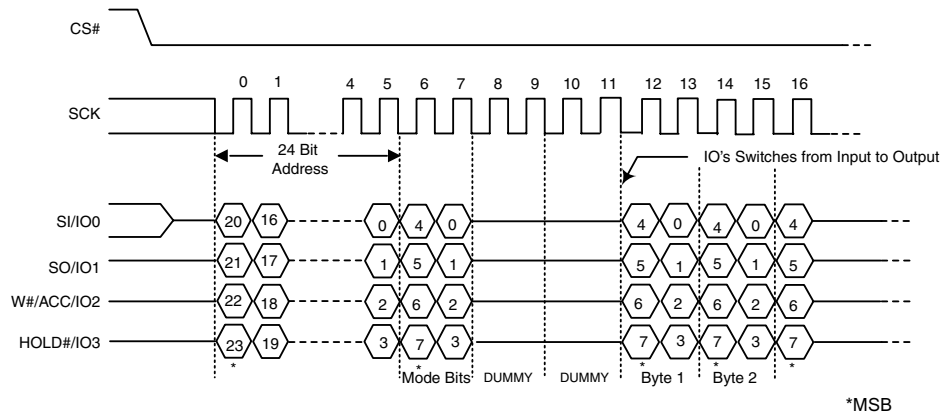 CS#
0 1 4 5 6 7 8 9 10 11 12 13 14 15 16
SCK
24 Bit
Address
IO's Switches from Input to Output
SI/IO0 20 16 0 4 0 4 0 4 0 4
SO/IO1 21 17 1 5 1 5 1 5 1 5
W#/ACC/IO2 22 18 2 6 2 6 2 6 2 6
HOLD#/IO3 23 19 3 7 3 7 3 7 3 7
* * * * *
Mode Bits DUMMY DUMMY Byte 1 Byte 2
*MSB